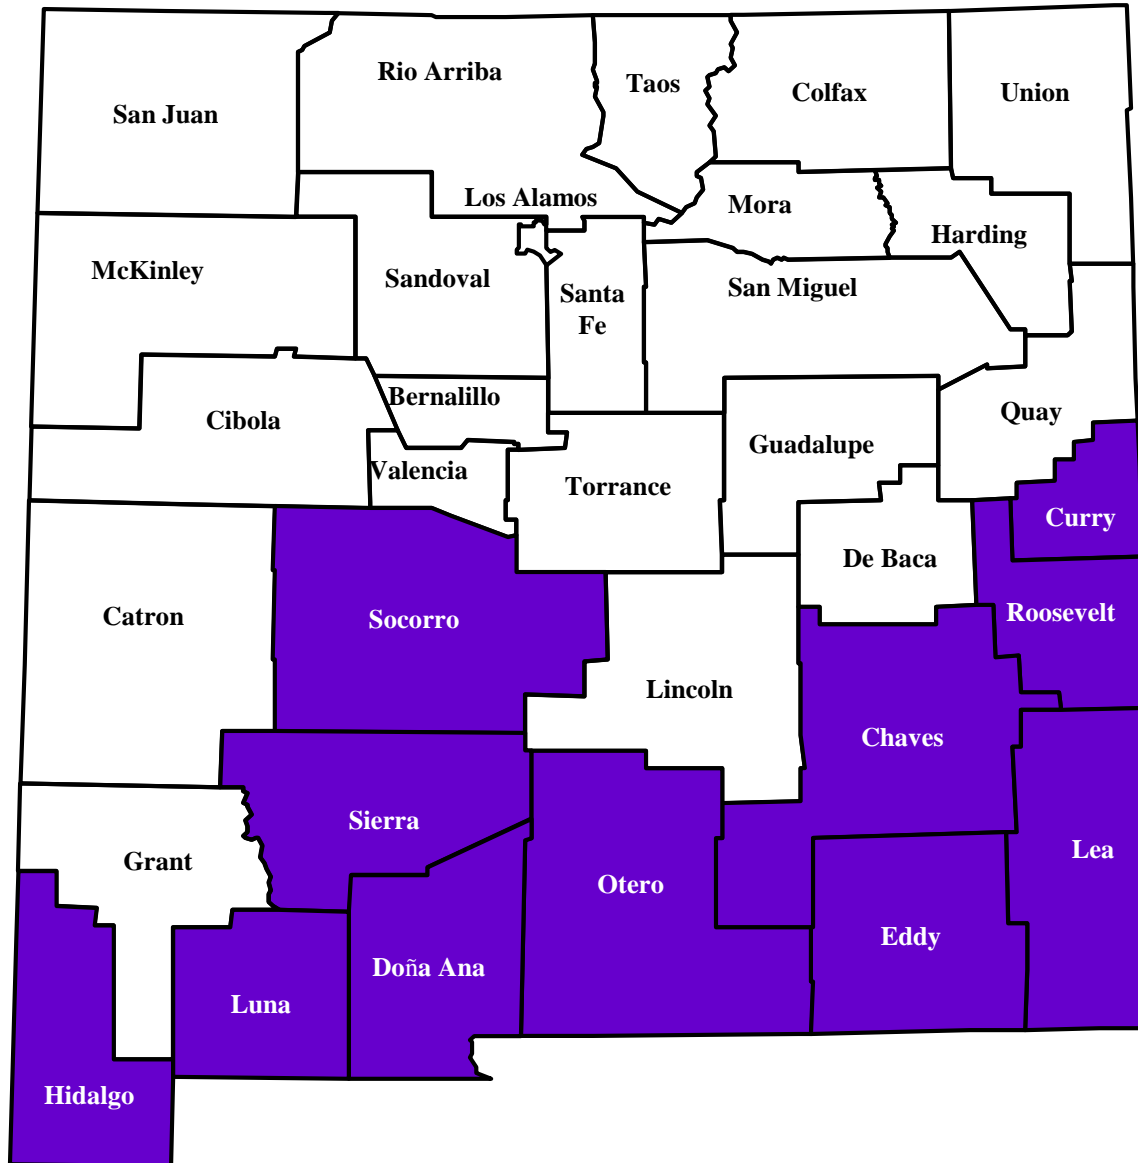 Rio Arriba
Taos
Colfax
Union
San Juan
Los Alamos
Mora
Harding
McKinley
Sandoval
Santa
Fe
San Miguel
Bernalillo
Cibola
Quay
Guadalupe
Valencia
Torrance
Curry
De Baca
Catron
Socorro
Roosevelt
Lincoln
Chaves
Sierra
Grant
Lea
Otero
Eddy
Doña Ana
Luna
Hidalgo